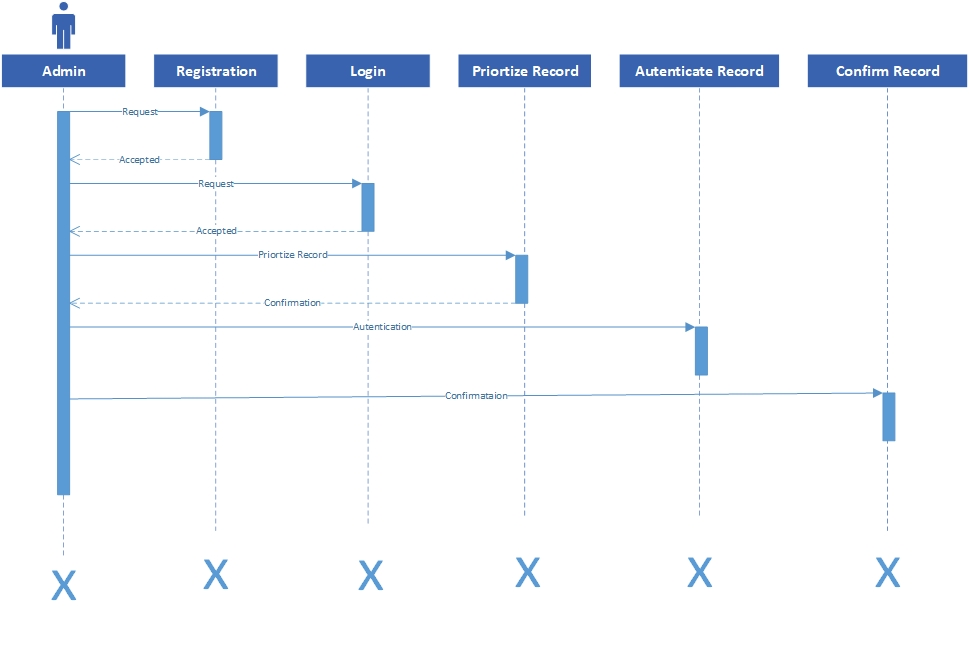 Admin
Registration
Login
Priortize Record
Autenticate Record
Confirm Record
Request
Accepted
Request
Accepted
Priortize Record
Confirmation
Autentication
Confirmataion
X
X
X
X
X
X